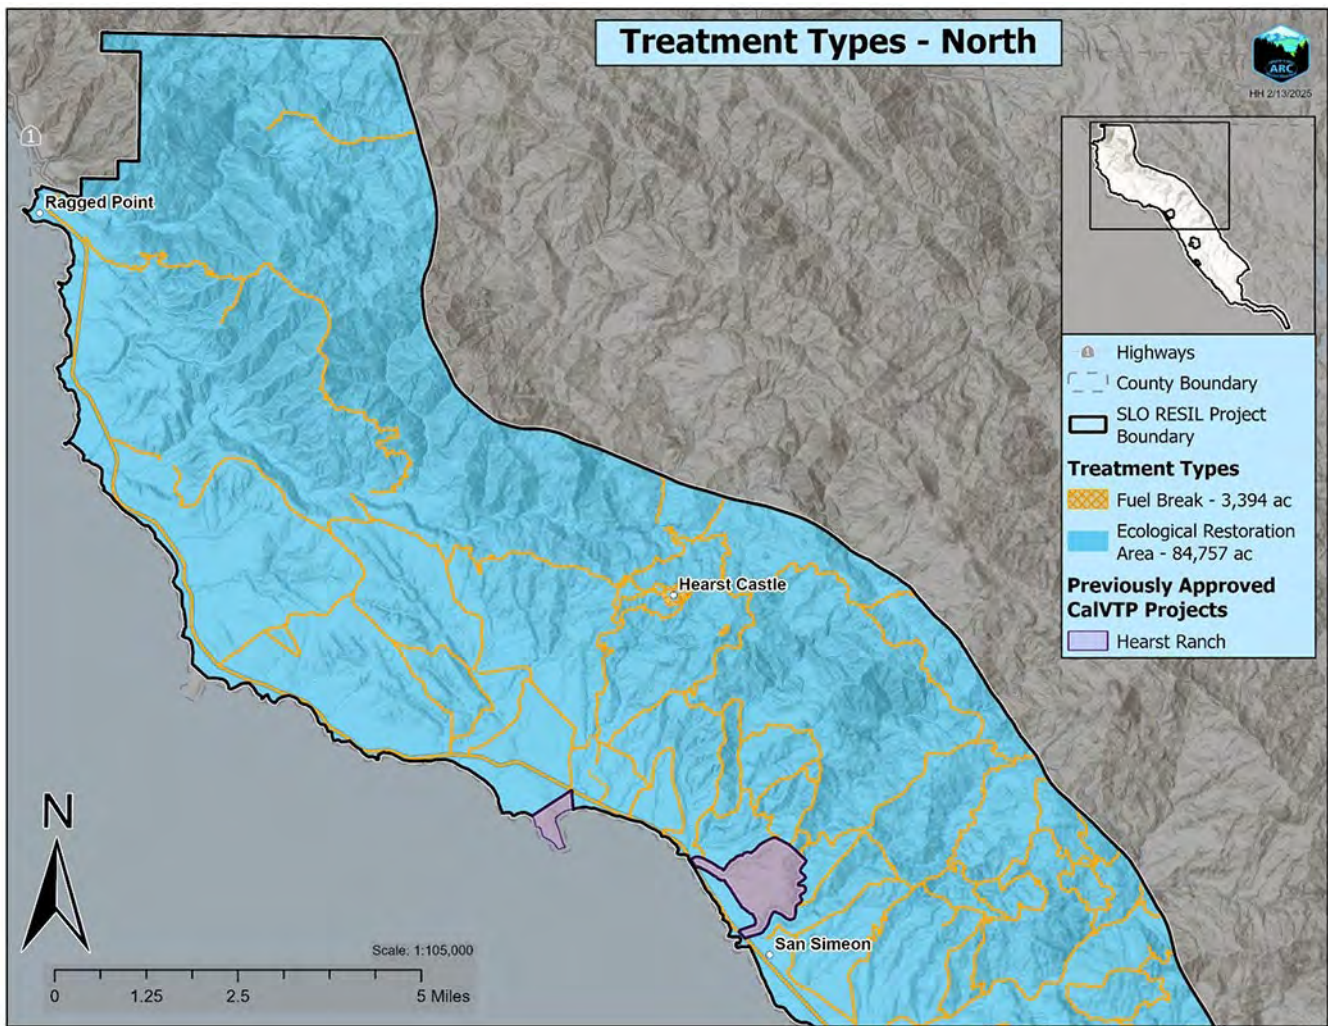 Treatment Types - North
ARC
HH 2/13/2025
1
Ragged Point
Highways
County Boundary
SLO RESIL Project
Boundary
Treatment Types
Fuel Break - 3,394 ac
Ecological Restoration
Area - 84,757 ac
Previously Approved
CalVTP Projects
Hearst Ranch
Hearst Castle
San Simeon
N
Scale: 1:105,000
0 1.25 2.5 5 Miles